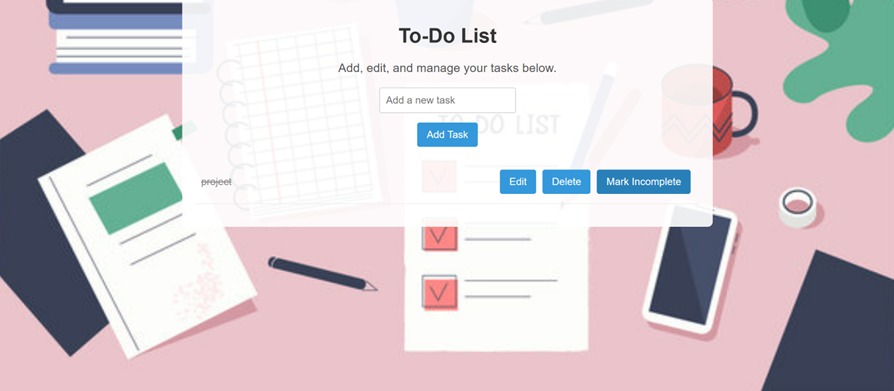 To-Do List
Add, edit, and manage your tasks below.
Add a new task
Add Task
TO DO LIST
project
Edit Delete Mark Incomplete